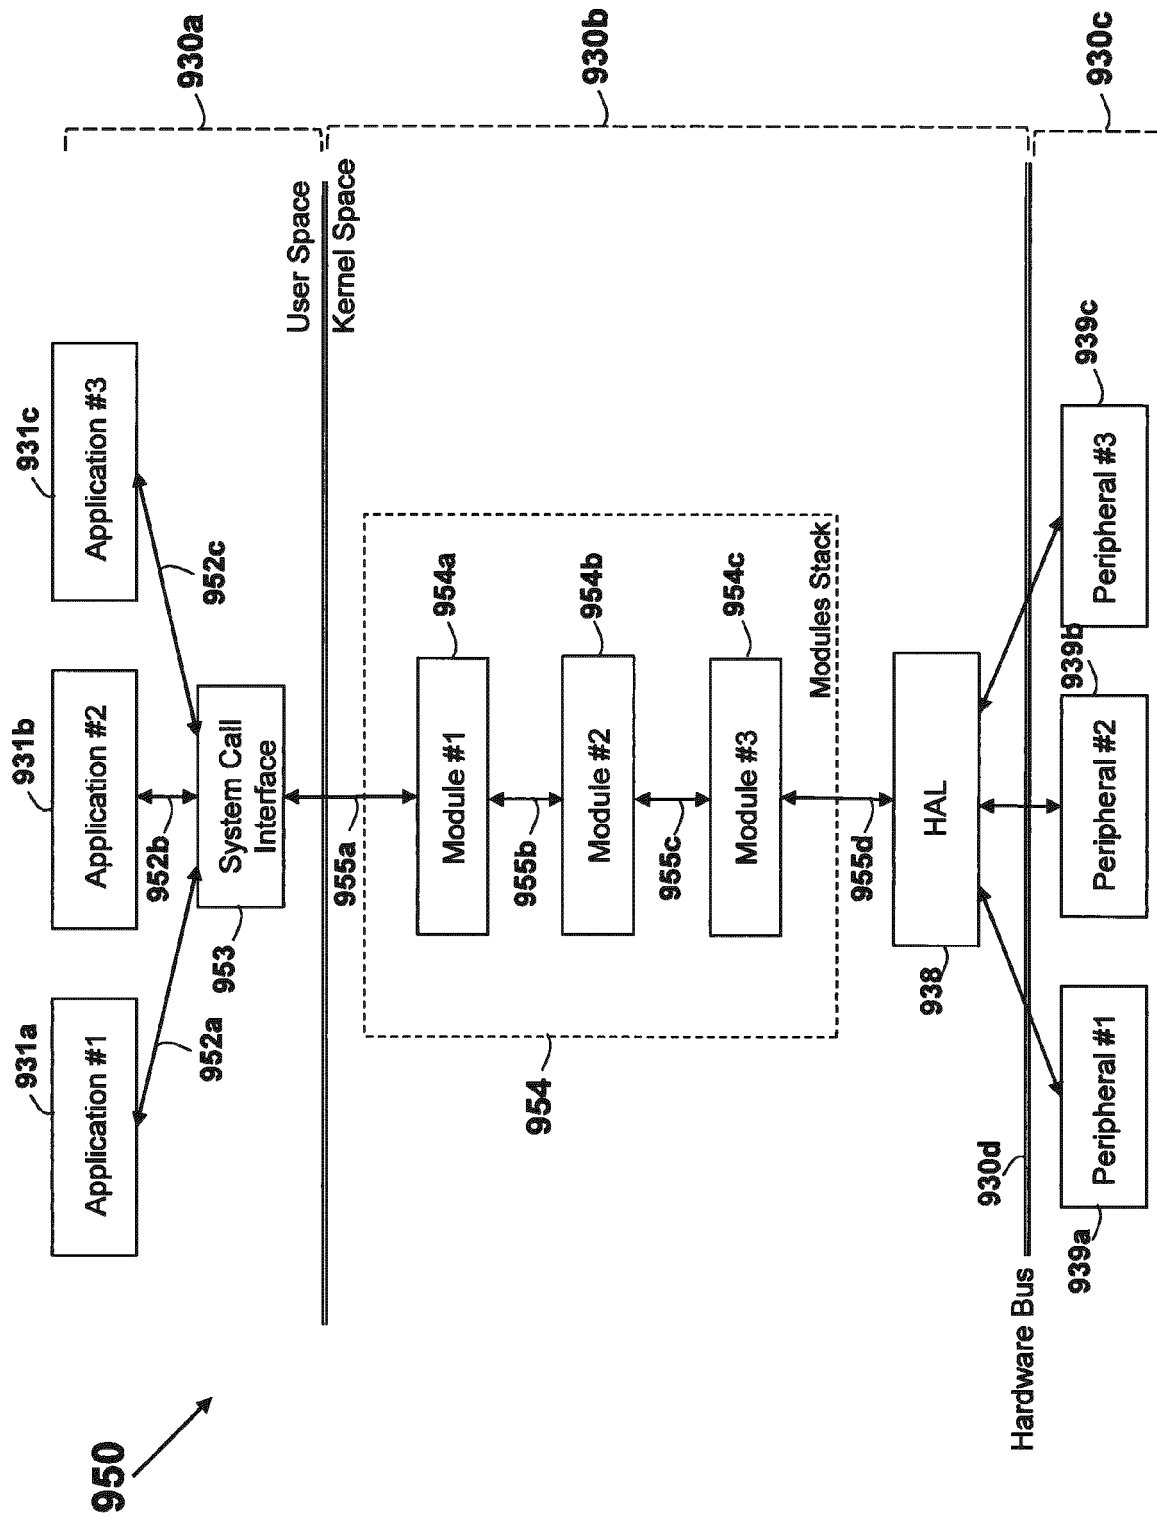 931a
931b
931c
Application #1
Application #2
Application #3
950
952b
930a
952a
952c
953
System Call
Interface
User Space
Kernel Space
955a
954a
Module #1
955b
954
954b
930b
Module #2
955c
954c
Module #3
Modules Stack
955d
938
HAL
930d
Hardware Bus
939a
939b
939c
930c
Peripheral #1
Peripheral #2
Peripheral #3